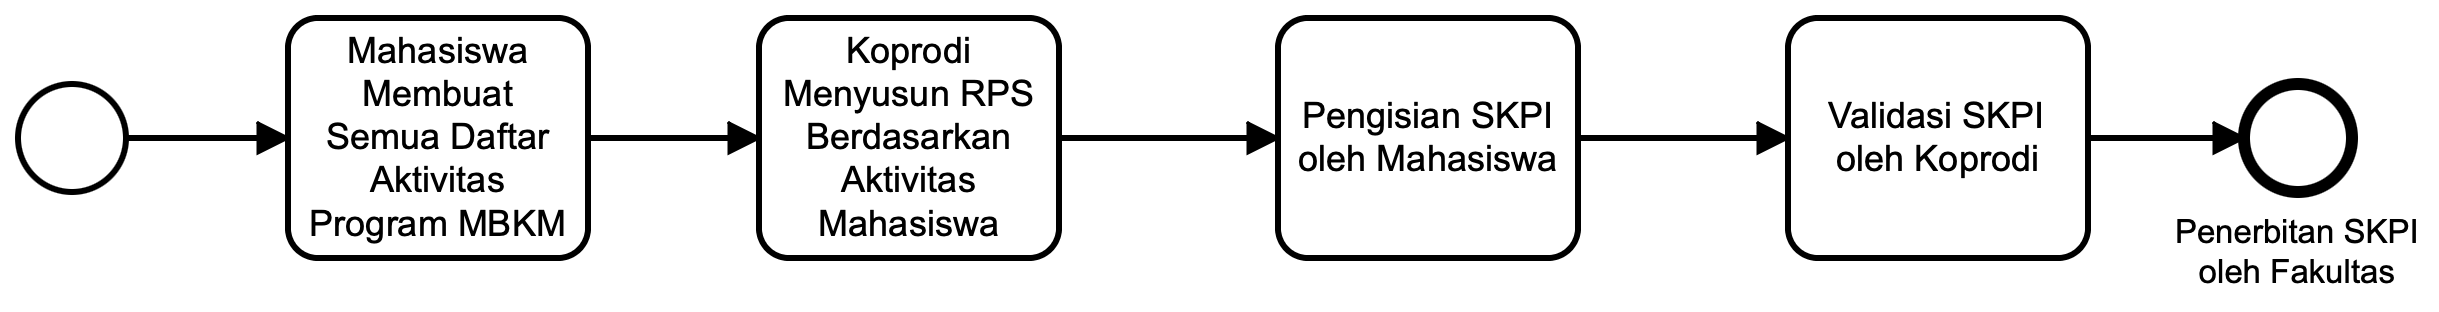 Mahasiswa
Membuat
Semua Daftar
Aktivitas
Program MBKM
Koprodi
Menyusun RPS
Berdasarkan
Aktivitas
Mahasiswa
Pengisian SKPI
oleh Mahasiswa
Validasi SKPI
oleh Koprodi
Penerbitan SKPI
oleh Fakultas